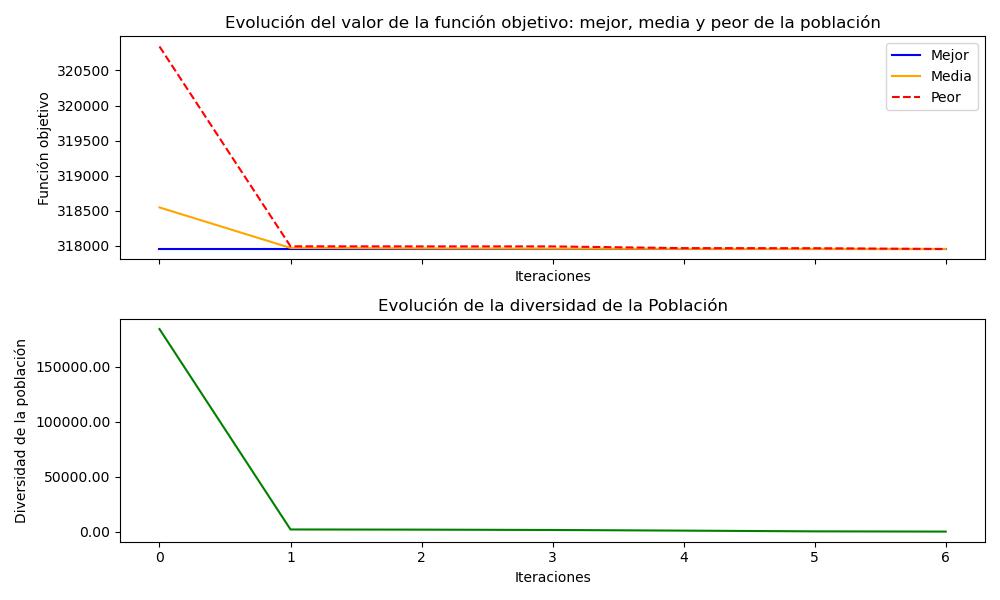 Evolución del valor de la función objetivo: mejor, media y peor de la población
320500
320000
319500
319000
318500
318000
Función objetivo
Mejor
Media
Peor
Iteraciones
Evolución de la diversidad de la Población
150000.00
100000.00
50000.00
0.00
Diversidad de la población
0 1 2 3 4 5 6
Iteraciones